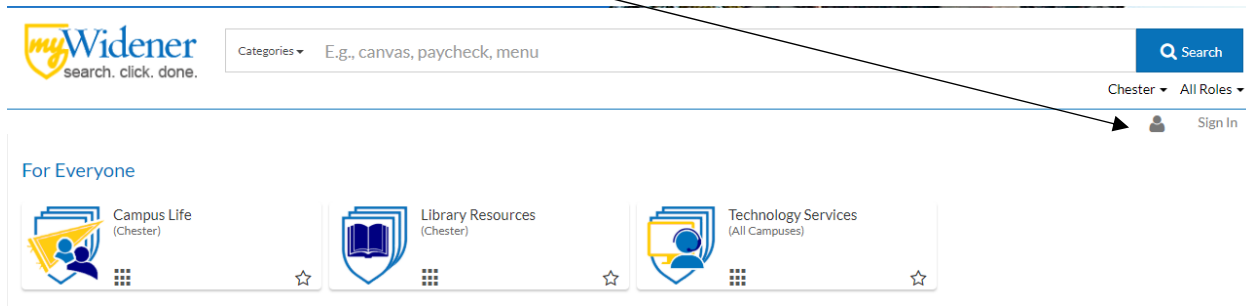 myWidener
search. click. done.
Categories E.g., canvas, paycheck, menu Search
Chester All Roles
Sign In
For Everyone
Campus Life
(Chester)
Library Resources
(Chester)
Technology Services
(All Campuses)